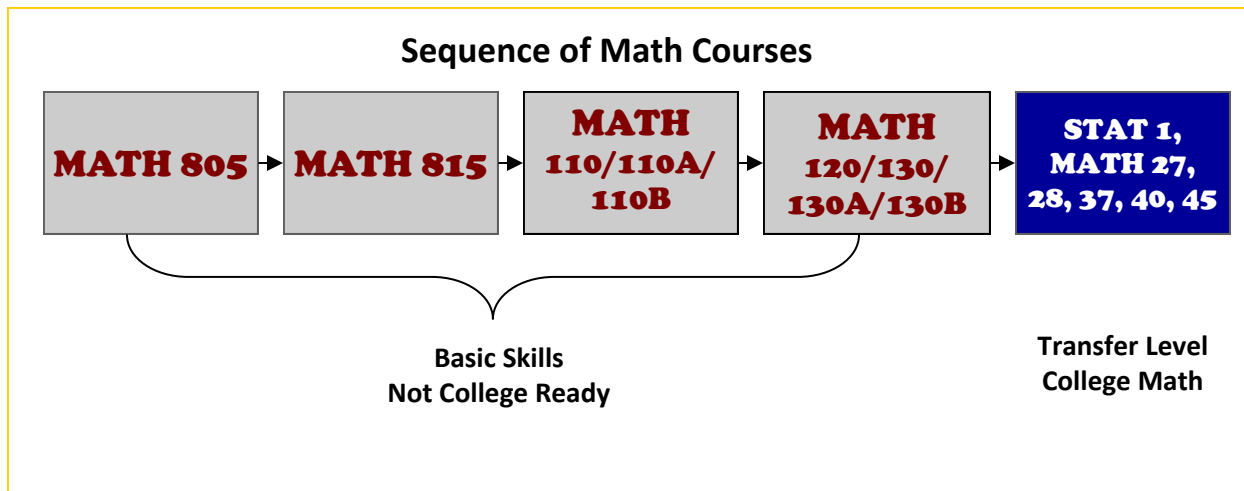 Sequence of Math Courses
MATH 805
MATH 815
MATH
110/110A/
110B
MATH
120/130/
130A/130B
STAT 1,
MATH 27,
28, 37, 40, 45
Basic Skills
Not College Ready
Transfer Level
College Math